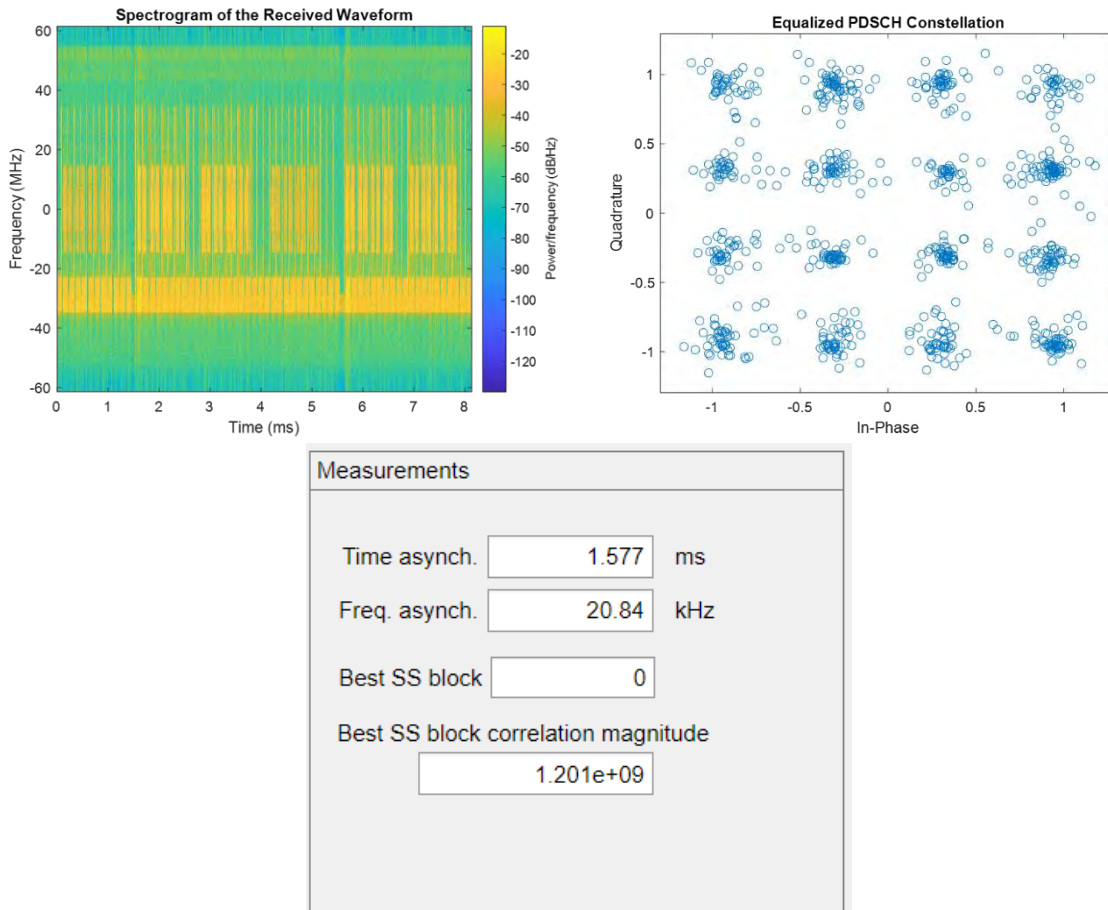 Spectrogram of the Received Waveform
60
40
20
0
-20
-40
-60
Frequency (MHz)
0 1 2 3 4 5 6 7 8
Time (ms)
-20
-30
-40
-50
-60
-70
-80
-90
-100
-110
-120
Power/frequency (dB/Hz)
Equalized PDSCH Constellation
1
0.5
0
-0.5
-1
Quadrature
-1 -0.5 0 0.5 1
In-Phase
Measurements
Time asynch. 1.577 ms
Freq. asynch. 20.84 kHz
Best SS block 0
Best SS block correlation magnitude
1.201e+09